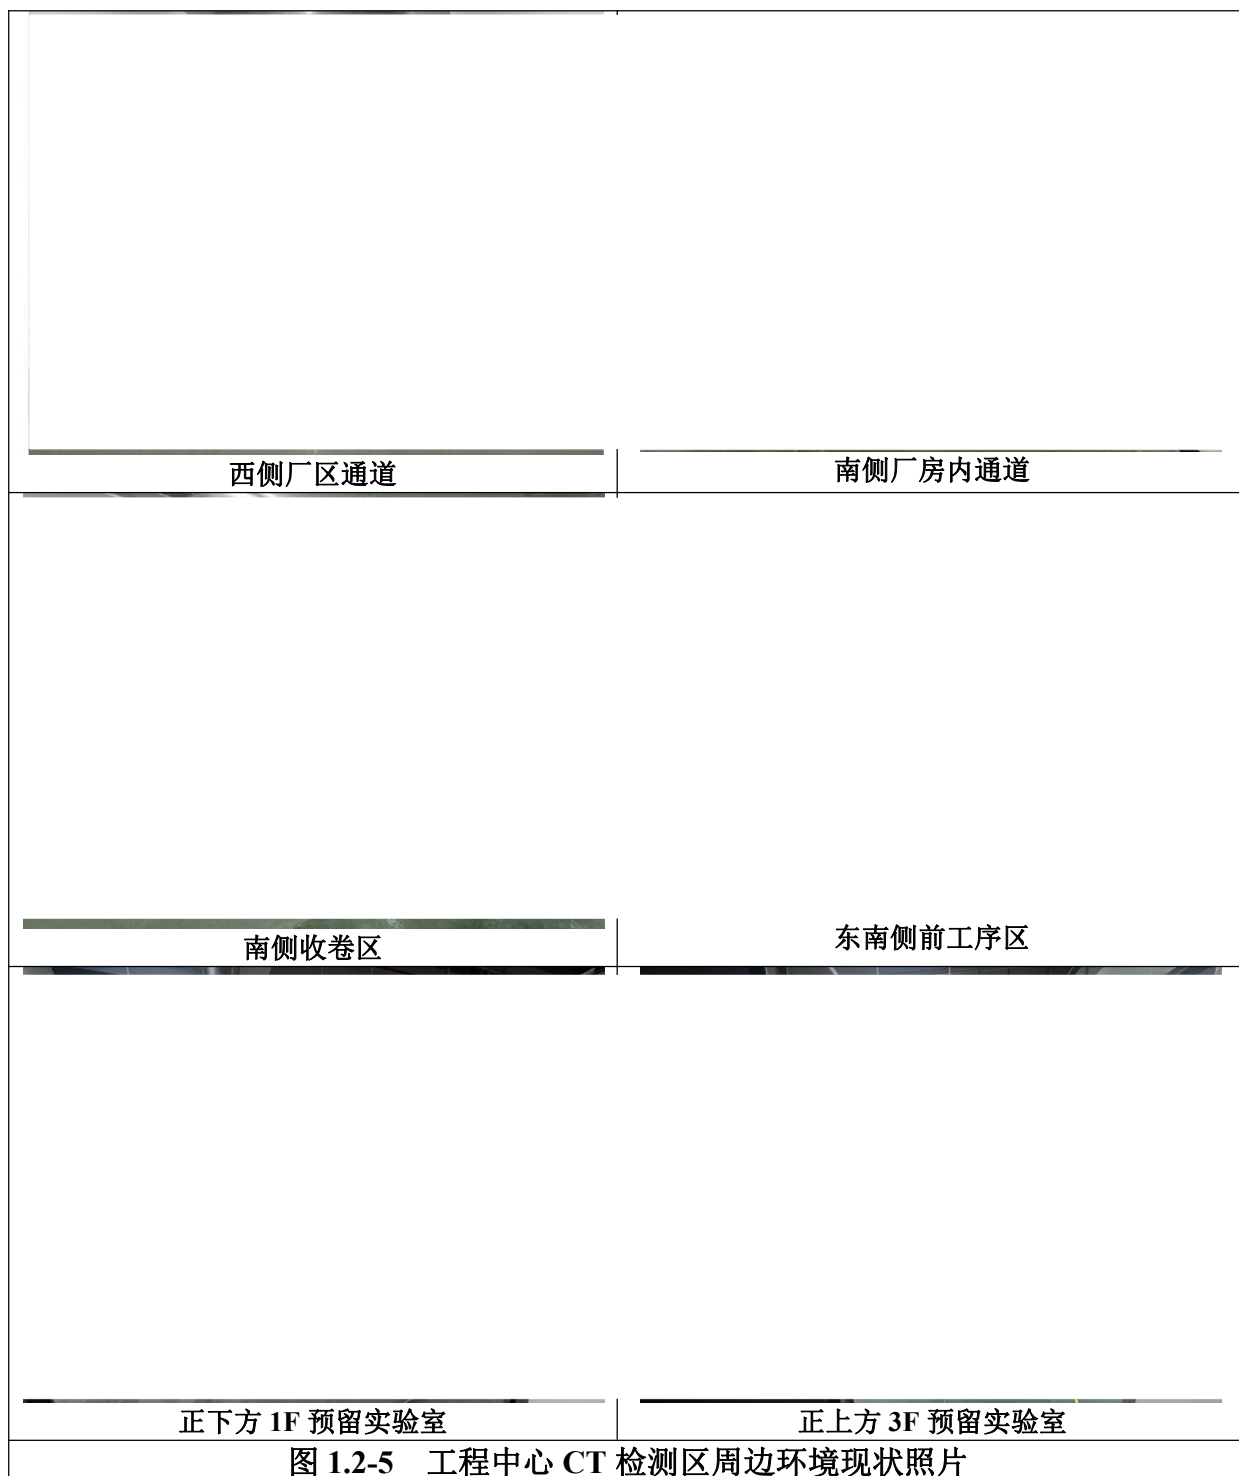 西侧厂区通道
南侧厂房内通道
南侧收卷区
东南侧前工序区
正下方 1F 预留实验室
正上方 3F 预留实验室
图 1.2-5 工程中心 CT 检测区周边环境现状照片